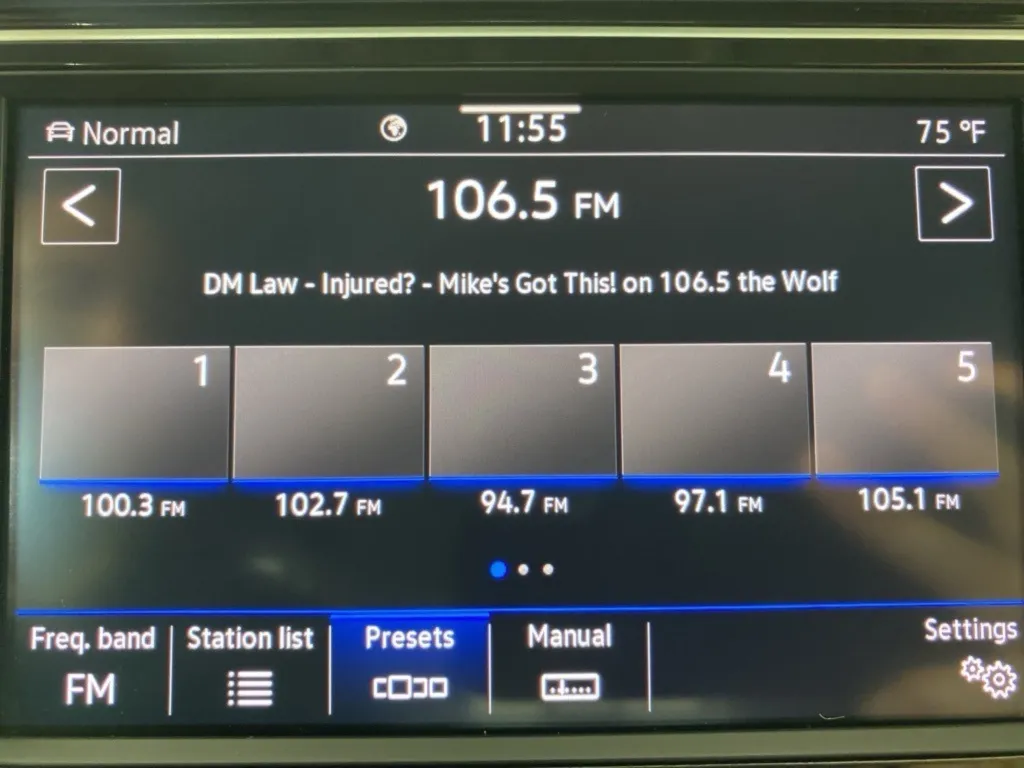 Normal 11:55 75 °F
< 106.5 FM >
DM Law - Injured? - Mike's Got This! on 106.5 the Wolf
1 2 3 4 5
100.3 FM 102.7 FM 94.7 FM 97.1 FM 105.1 FM
Freq. band Station list Presets Manual Settings
FM